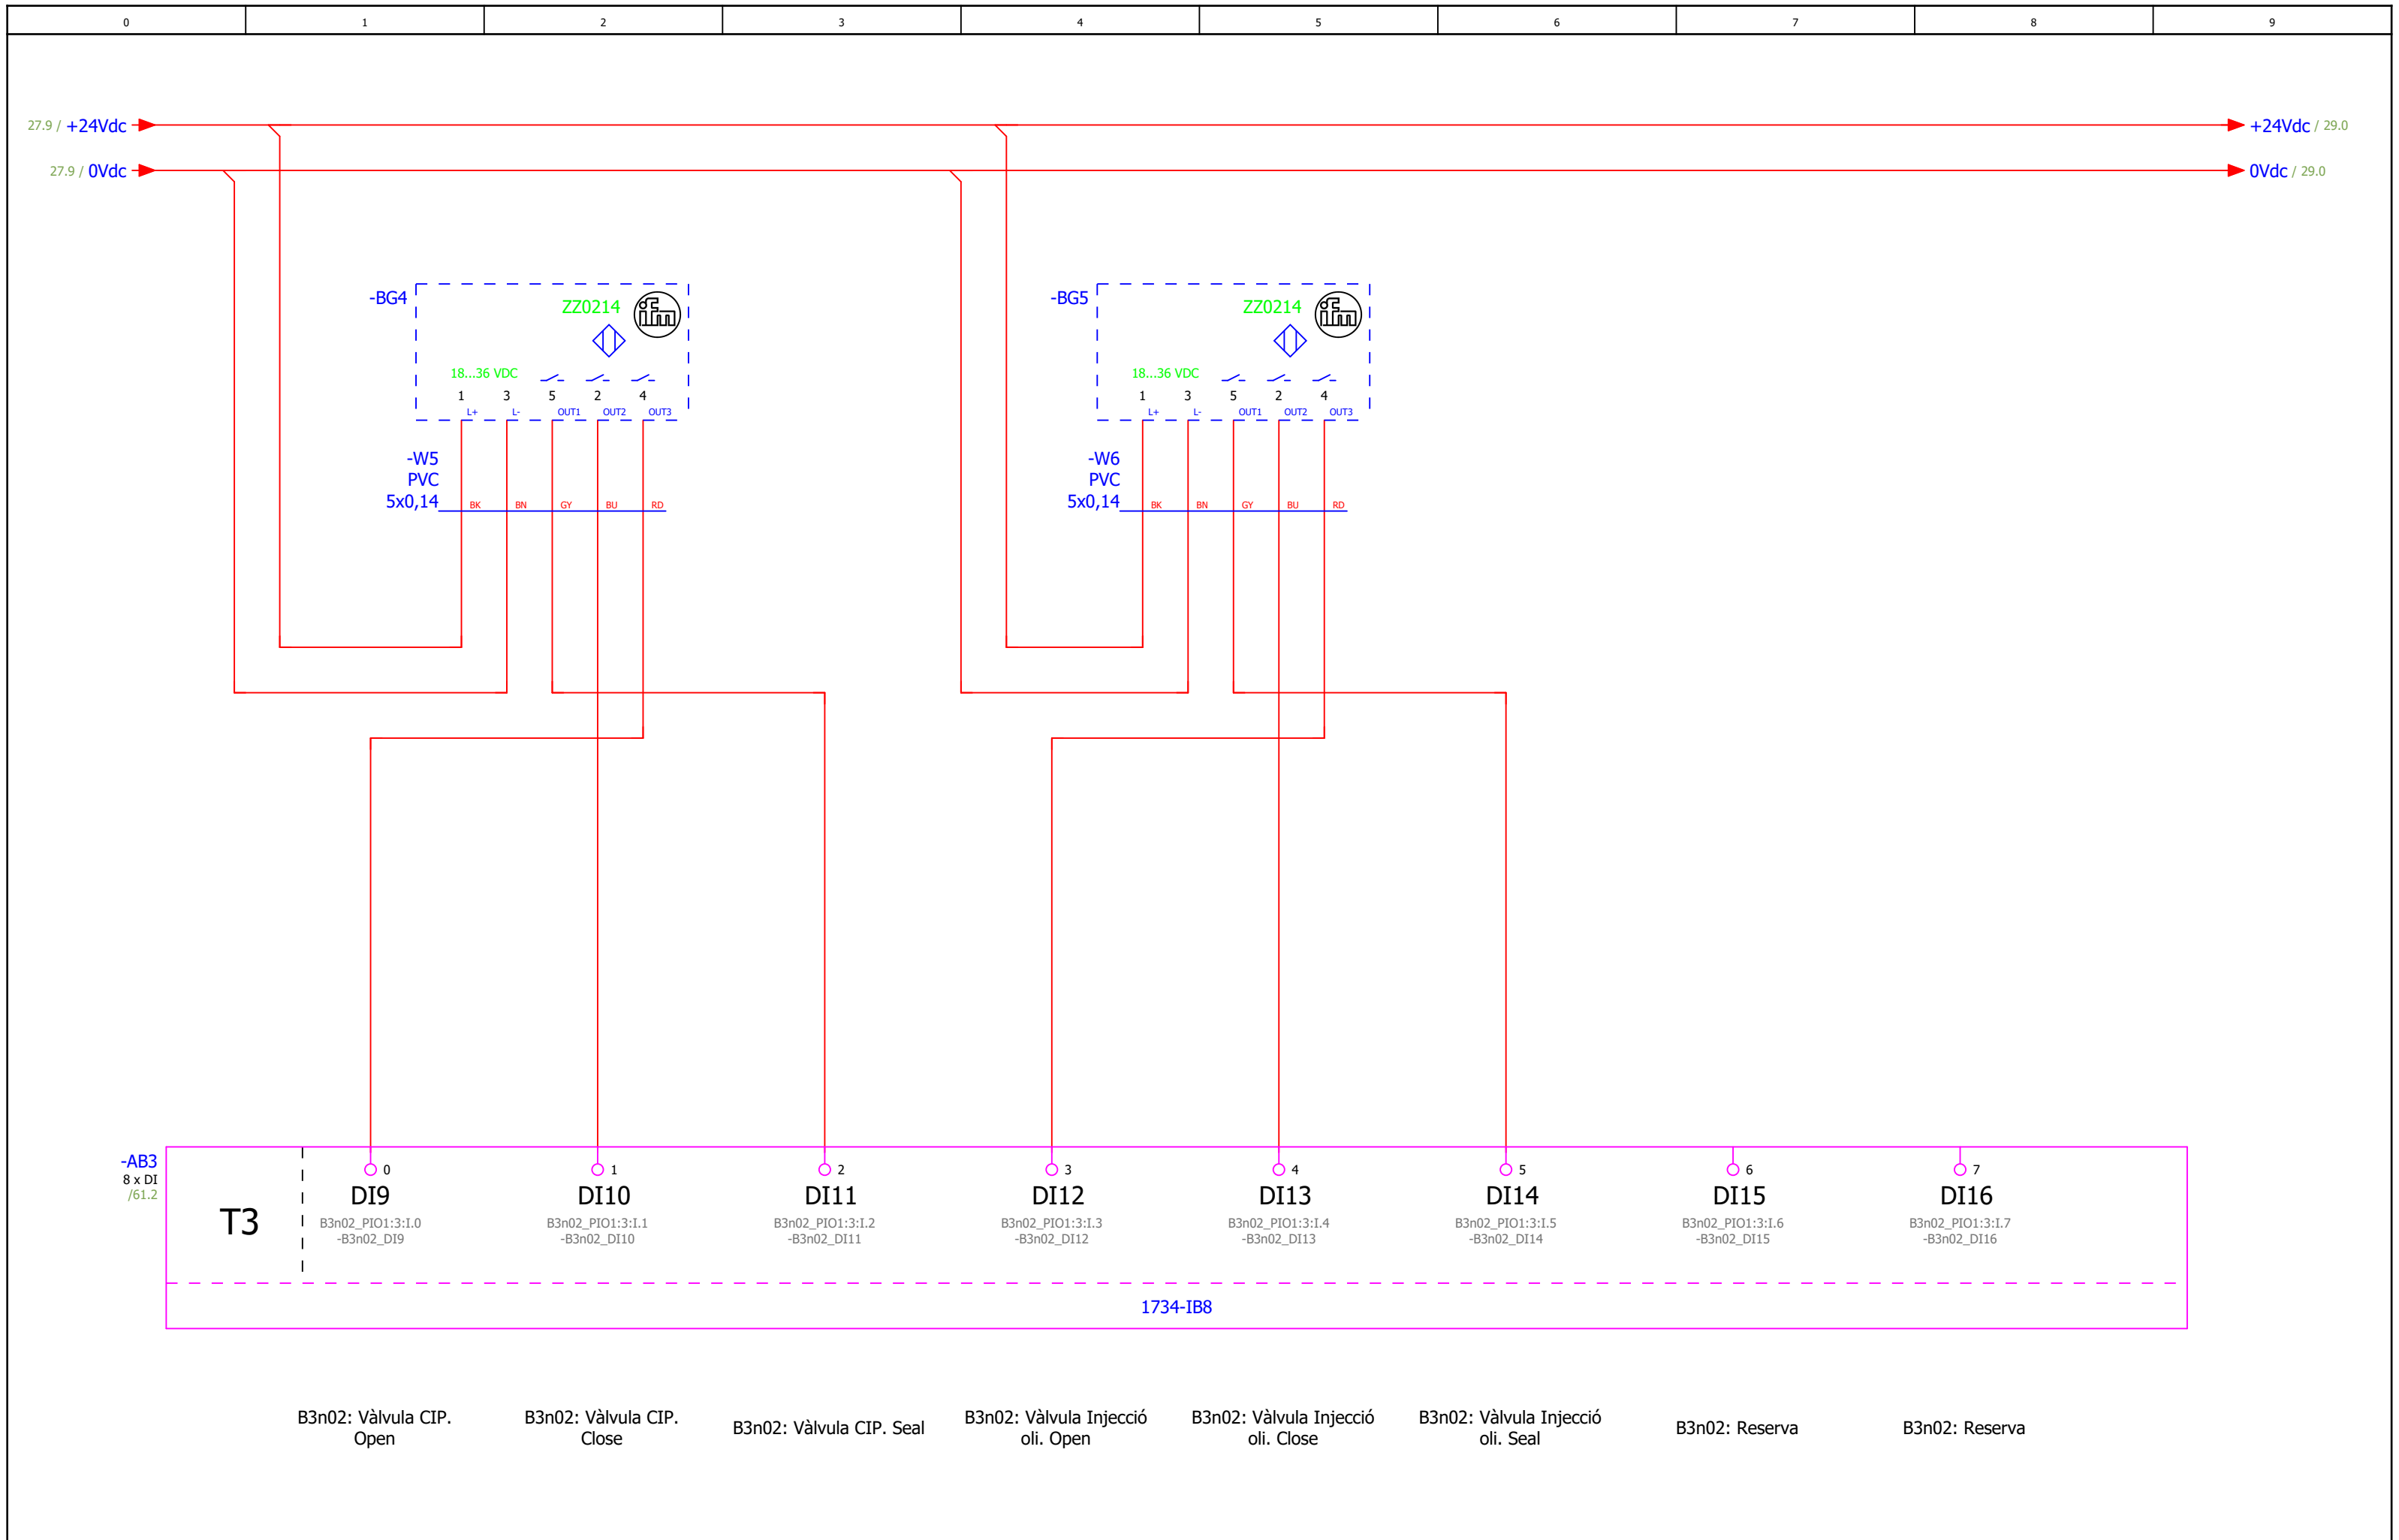 0 1 2 3 4 5 6 7 8 9
27.9 / +24Vdc +24Vdc / 29.0
27.9 / 0Vdc 0Vdc / 29.0
-BG4 ZZ0214 ifm
18...36 VDC
1 3 5 2 4
L+ L- OUT1 OUT2 OUT3
-BG5 ZZ0214 ifm
18...36 VDC
1 3 5 2 4
L+ L- OUT1 OUT2 OUT3
-W5
PVC
5x0,14
BK BN GY BU RD
-W6
PVC
5x0,14
BK BN GY BU RD
-AB3
8 x DI
/61.2
T3
0 1 2 3 4 5 6 7
DI9 DI10 DI11 DI12 DI13 DI14 DI15 DI16
B3n02_PIO1:3:I.0 B3n02_PIO1:3:I.1 B3n02_PIO1:3:I.2 B3n02_PIO1:3:I.3 B3n02_PIO1:3:I.4 B3n02_PIO1:3:I.5 B3n02_PIO1:3:I.6 B3n02_PIO1:3:I.7
-B3n02_DI9 -B3n02_DI10 -B3n02_DI11 -B3n02_DI12 -B3n02_DI13 -B3n02_DI14 -B3n02_DI15 -B3n02_DI16
1734-IB8
B3n02: Vàlvula CIP.
Open
B3n02: Vàlvula CIP.
Close
B3n02: Vàlvula CIP. Seal
B3n02: Vàlvula Injecció
oli. Open
B3n02: Vàlvula Injecció
oli. Close
B3n02: Vàlvula Injecció
oli. Seal
B3n02: Reserva
B3n02: Reserva